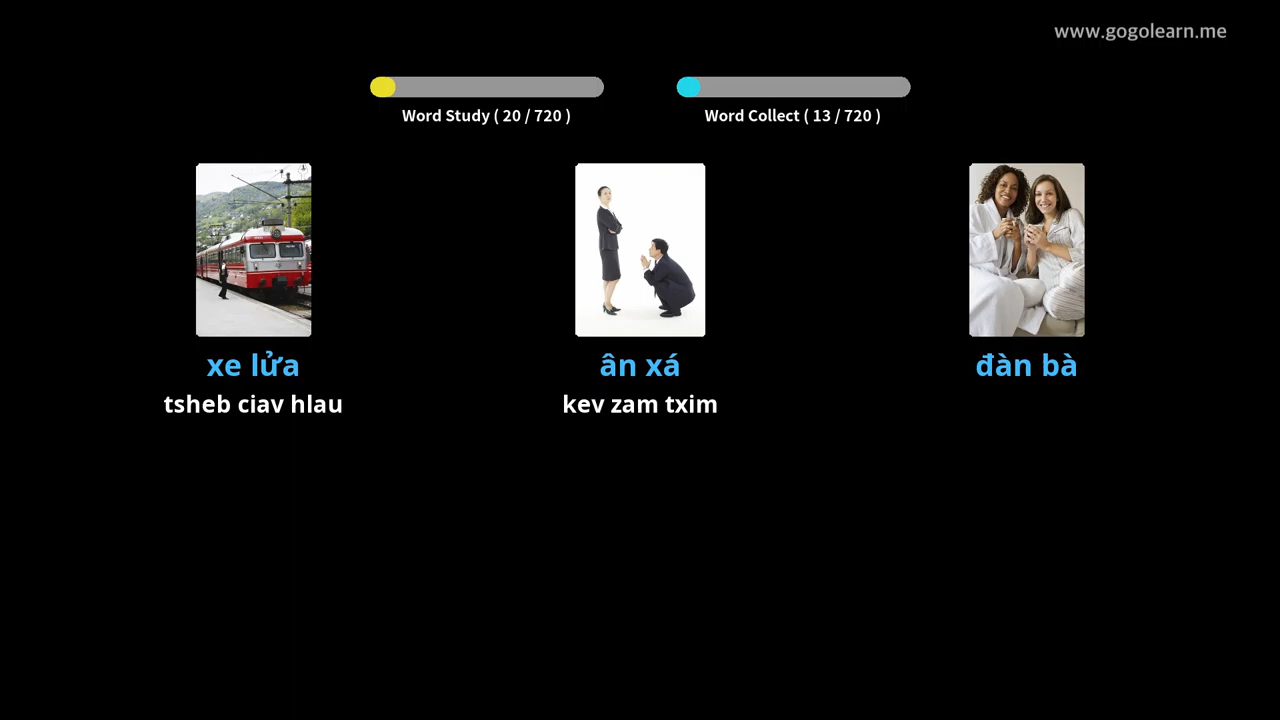 www.gogolearn.me
Word Study ( 20 / 720 )
Word Collect ( 13 / 720 )
xe lửa
ân xá
đàn bà
tsheb ciav hlau
kev zam txim